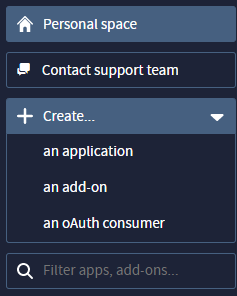 Personal space
Contact support team
Create...
an application
an add-on
an oAuth consumer
Filter apps, add-ons...